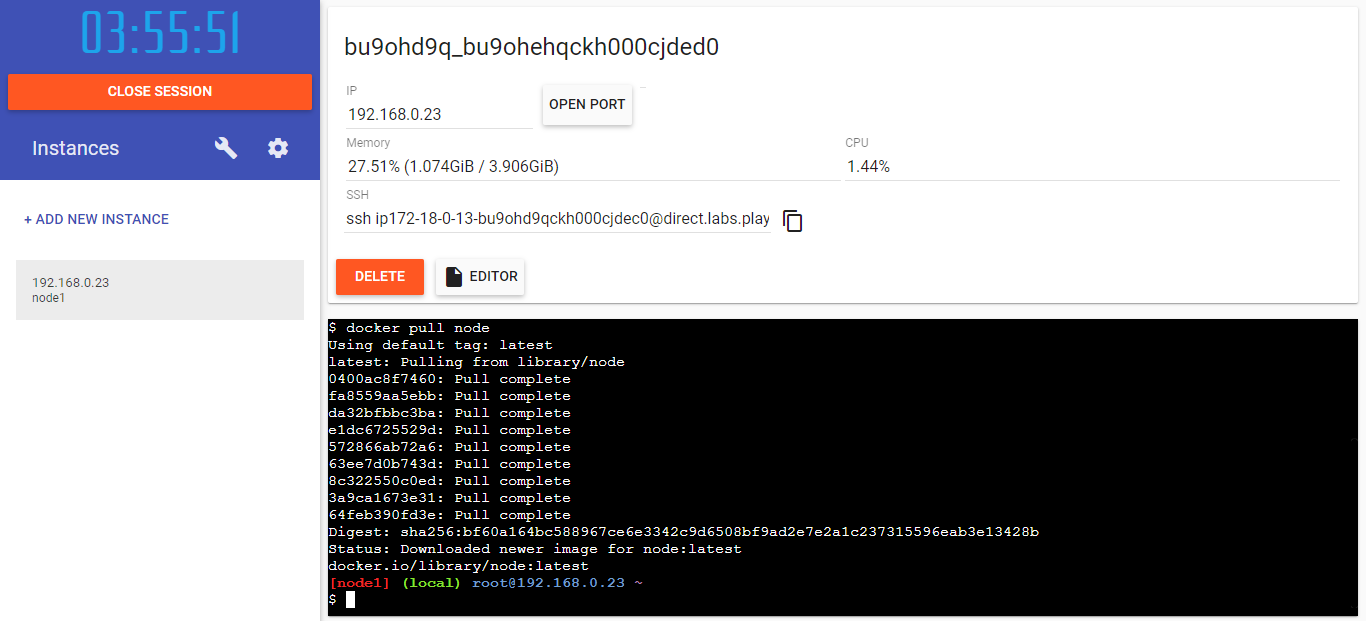 03:55:51
CLOSE SESSION
Instances
+ ADD NEW INSTANCE
192.168.0.23
node1
bu9ohd9q_bu9ohehqckh000cjded0
IP
192.168.0.23
OPEN PORT
Memory
27.51% (1.074GiB / 3.906GiB)
CPU
1.44%
SSH
ssh ip172-18-0-13-bu9ohd9qckh000cjdec0@direct.labs.play
DELETE
EDITOR
$ docker pull node
Using default tag: latest
latest: Pulling from library/node
0400ac8f7460: Pull complete
fa8559aa5ebb: Pull complete
da32bfbbc3ba: Pull complete
e1dc6725529d: Pull complete
572866ab72a6: Pull complete
63ee7d0b743d: Pull complete
8c322550c0ed: Pull complete
3a9ca1673e31: Pull complete
64feb390fd3e: Pull complete
Digest: sha256:bf60a164bc588967ce6e3342c9d6508bf9ad2e7e2a1c237315596eab3e13428b
Status: Downloaded newer image for node:latest
docker.io/library/node:latest
[node1] (local) root@192.168.0.23 ~
$